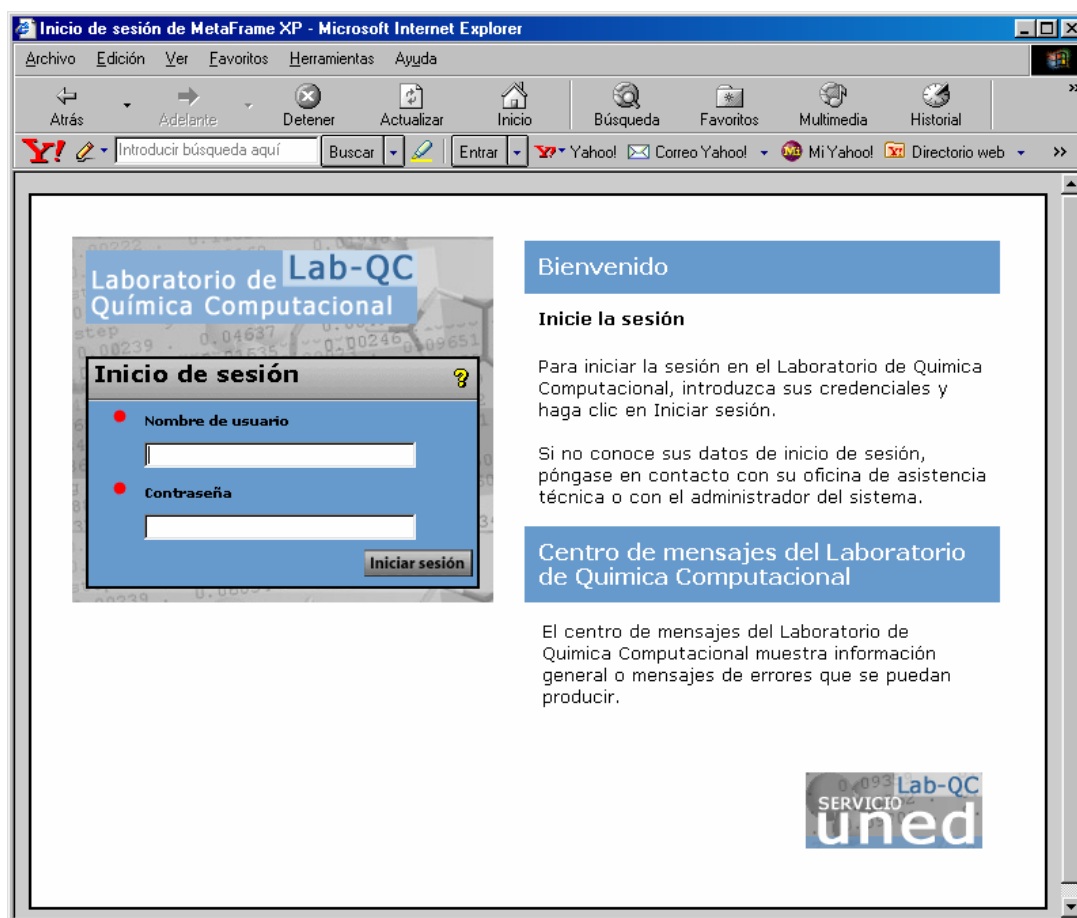 Inicio de sesión de MetaFrame XP - Microsoft Internet Explorer
Archivo Edición Ver Favoritos Herramientas Ayuda
Atrás Adelante Detener Actualizar Inicio Búsqueda Favoritos Multimedia Historial
Y! Introducir búsqueda aquí Buscar Entrar Yahoo! Correo Yahoo! Mi Yahoo! Directorio web
Laboratorio de Lab-QC
Química Computacional
Inicio de sesión ?
Nombre de usuario
Contraseña
Iniciar sesión
Bienvenido
Inicie la sesión
Para iniciar la sesión en el Laboratorio de Quimica
Computacional, introduzca sus credenciales y
haga clic en Iniciar sesión.
Si no conoce sus datos de inicio de sesión,
póngase en contacto con su oficina de asistencia
técnica o con el administrador del sistema.
Centro de mensajes del Laboratorio
de Quimica Computacional
El centro de mensajes del Laboratorio de
Quimica Computacional muestra información
general o mensajes de errores que se puedan
producir.
Lab-QC
SERVICIO
uned